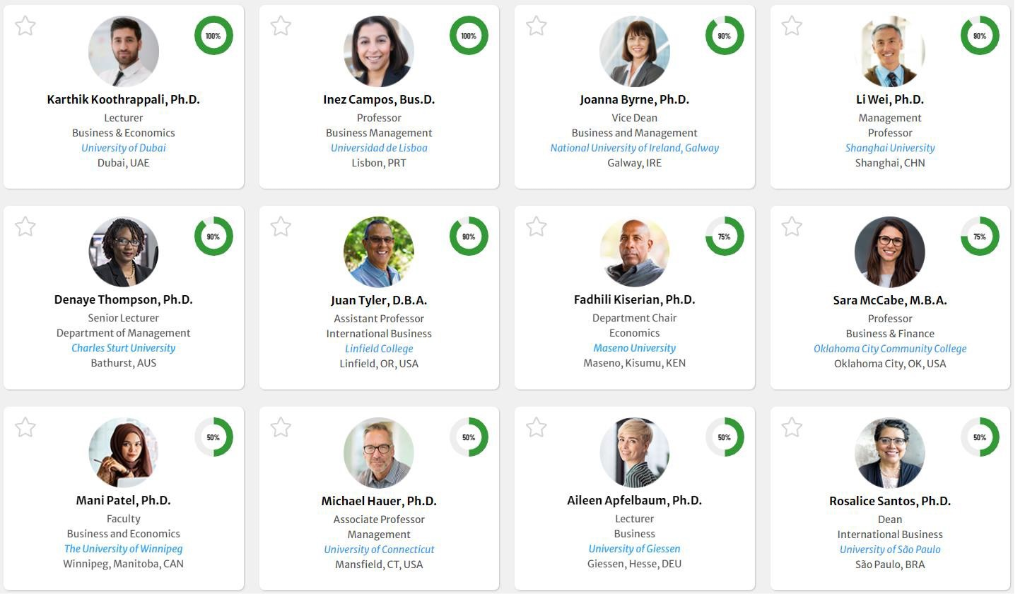 100%
Karthik Koothrappali, Ph.D.
Lecturer
Business & Economics
University of Dubai
Dubai, UAE
100%
Inez Campos, Bus.D.
Professor
Business Management
Universidad de Lisboa
Lisbon, PRT
90%
Joanna Byrne, Ph.D.
Vice Dean
Business and Management
National University of Ireland, Galway
Galway, IRE
90%
Li Wei, Ph.D.
Management
Professor
Shanghai University
Shanghai, CHN
90%
Denaye Thompson, Ph.D.
Senior Lecturer
Department of Management
Charles Sturt University
Bathurst, AUS
90%
Juan Tyler, D.B.A.
Assistant Professor
International Business
Linfield College
Linfield, OR, USA
75%
Fadhili Kiserian, Ph.D.
Department Chair
Economics
Maseno University
Maseno, Kisumu, KEN
75%
Sara McCabe, M.B.A.
Professor
Business & Finance
Oklahoma City Community College
Oklahoma City, OK, USA
50%
Mani Patel, Ph.D.
Faculty
Business and Economics
The University of Winnipeg
Winnipeg, Manitoba, CAN
50%
Michael Hauer, Ph.D.
Associate Professor
Management
University of Connecticut
Mansfield, CT, USA
50%
Aileen Apfelbaum, Ph.D.
Lecturer
Business
University of Giessen
Giessen, Hesse, DEU
50%
Rosalice Santos, Ph.D.
Dean
International Business
University of São Paulo
São Paulo, BRA